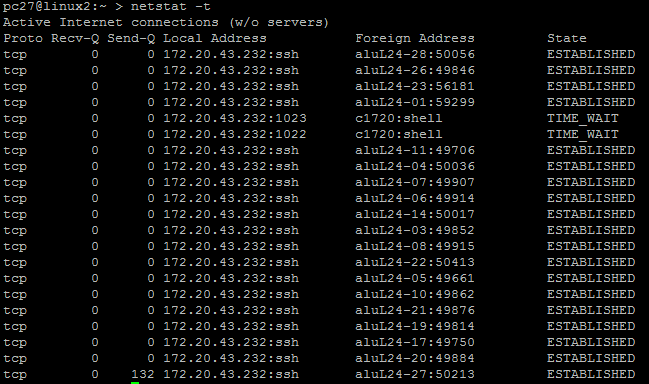 pc27@linux2:~ > netstat -t
Active Internet connections (w/o servers)
Proto Recv-Q Send-Q Local Address           Foreign Address         State
tcp        0      0 172.20.43.232:ssh       aluL24-28:50056         ESTABLISHED
tcp        0      0 172.20.43.232:ssh       aluL24-26:49846         ESTABLISHED
tcp        0      0 172.20.43.232:ssh       aluL24-23:56181         ESTABLISHED
tcp        0      0 172.20.43.232:ssh       aluL24-01:59299         ESTABLISHED
tcp        0      0 172.20.43.232:1023      c1720:shell             TIME_WAIT
tcp        0      0 172.20.43.232:1022      c1720:shell             TIME_WAIT
tcp        0      0 172.20.43.232:ssh       aluL24-11:49706         ESTABLISHED
tcp        0      0 172.20.43.232:ssh       aluL24-04:50036         ESTABLISHED
tcp        0      0 172.20.43.232:ssh       aluL24-07:49907         ESTABLISHED
tcp        0      0 172.20.43.232:ssh       aluL24-06:49914         ESTABLISHED
tcp        0      0 172.20.43.232:ssh       aluL24-14:50017         ESTABLISHED
tcp        0      0 172.20.43.232:ssh       aluL24-03:49852         ESTABLISHED
tcp        0      0 172.20.43.232:ssh       aluL24-08:49915         ESTABLISHED
tcp        0      0 172.20.43.232:ssh       aluL24-22:50413         ESTABLISHED
tcp        0      0 172.20.43.232:ssh       aluL24-05:49661         ESTABLISHED
tcp        0      0 172.20.43.232:ssh       aluL24-10:49862         ESTABLISHED
tcp        0      0 172.20.43.232:ssh       aluL24-21:49876         ESTABLISHED
tcp        0      0 172.20.43.232:ssh       aluL24-19:49814         ESTABLISHED
tcp        0      0 172.20.43.232:ssh       aluL24-17:49750         ESTABLISHED
tcp        0      0 172.20.43.232:ssh       aluL24-20:49884         ESTABLISHED
tcp        0    132 172.20.43.232:ssh       aluL24-27:50213         ESTABLISHED